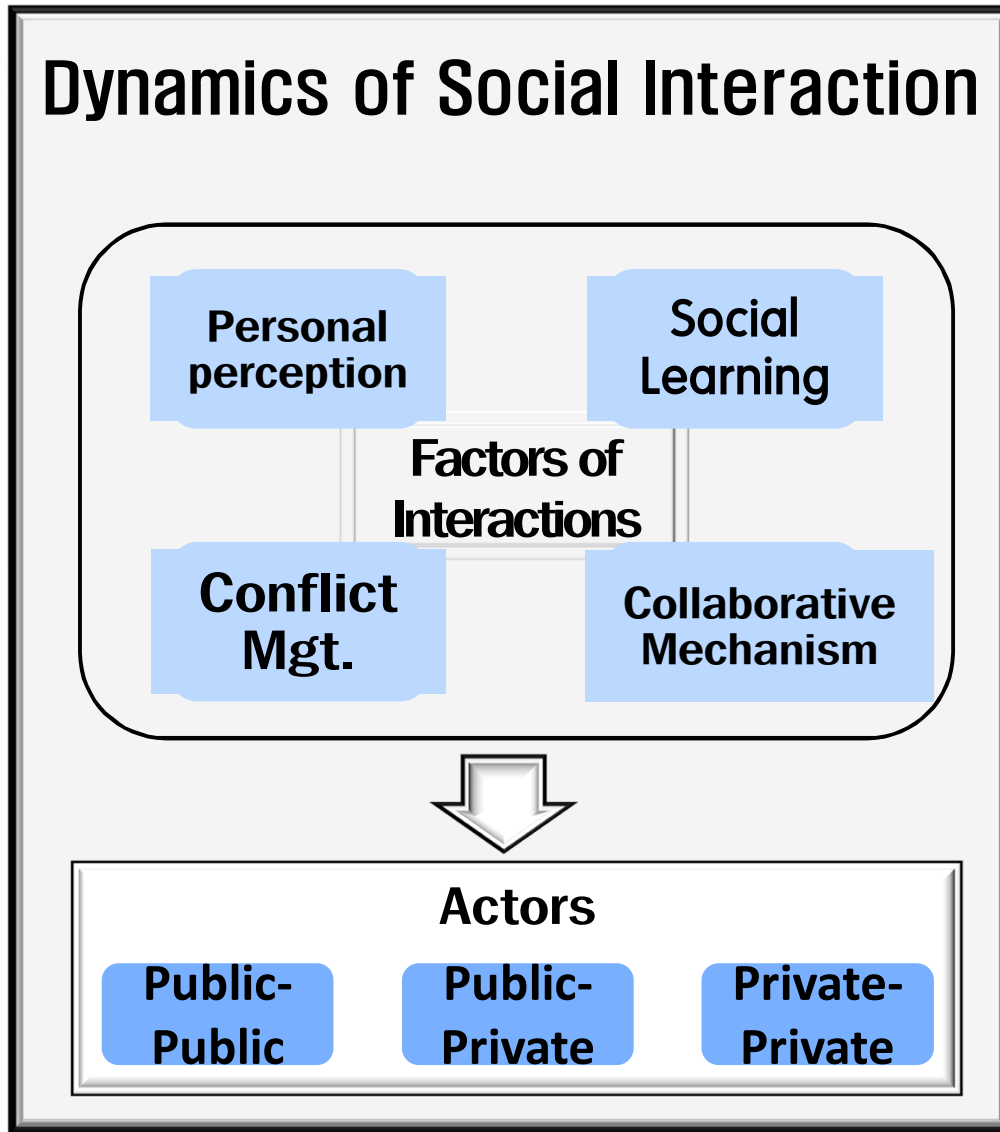 Dynamics of Social Interaction
Personal
perception
Social
Learning
Factors of
Interactions
Conflict
Mgt.
Collaborative
Mechanism
Actors
Public-
Public
Public-
Private
Private-
Private